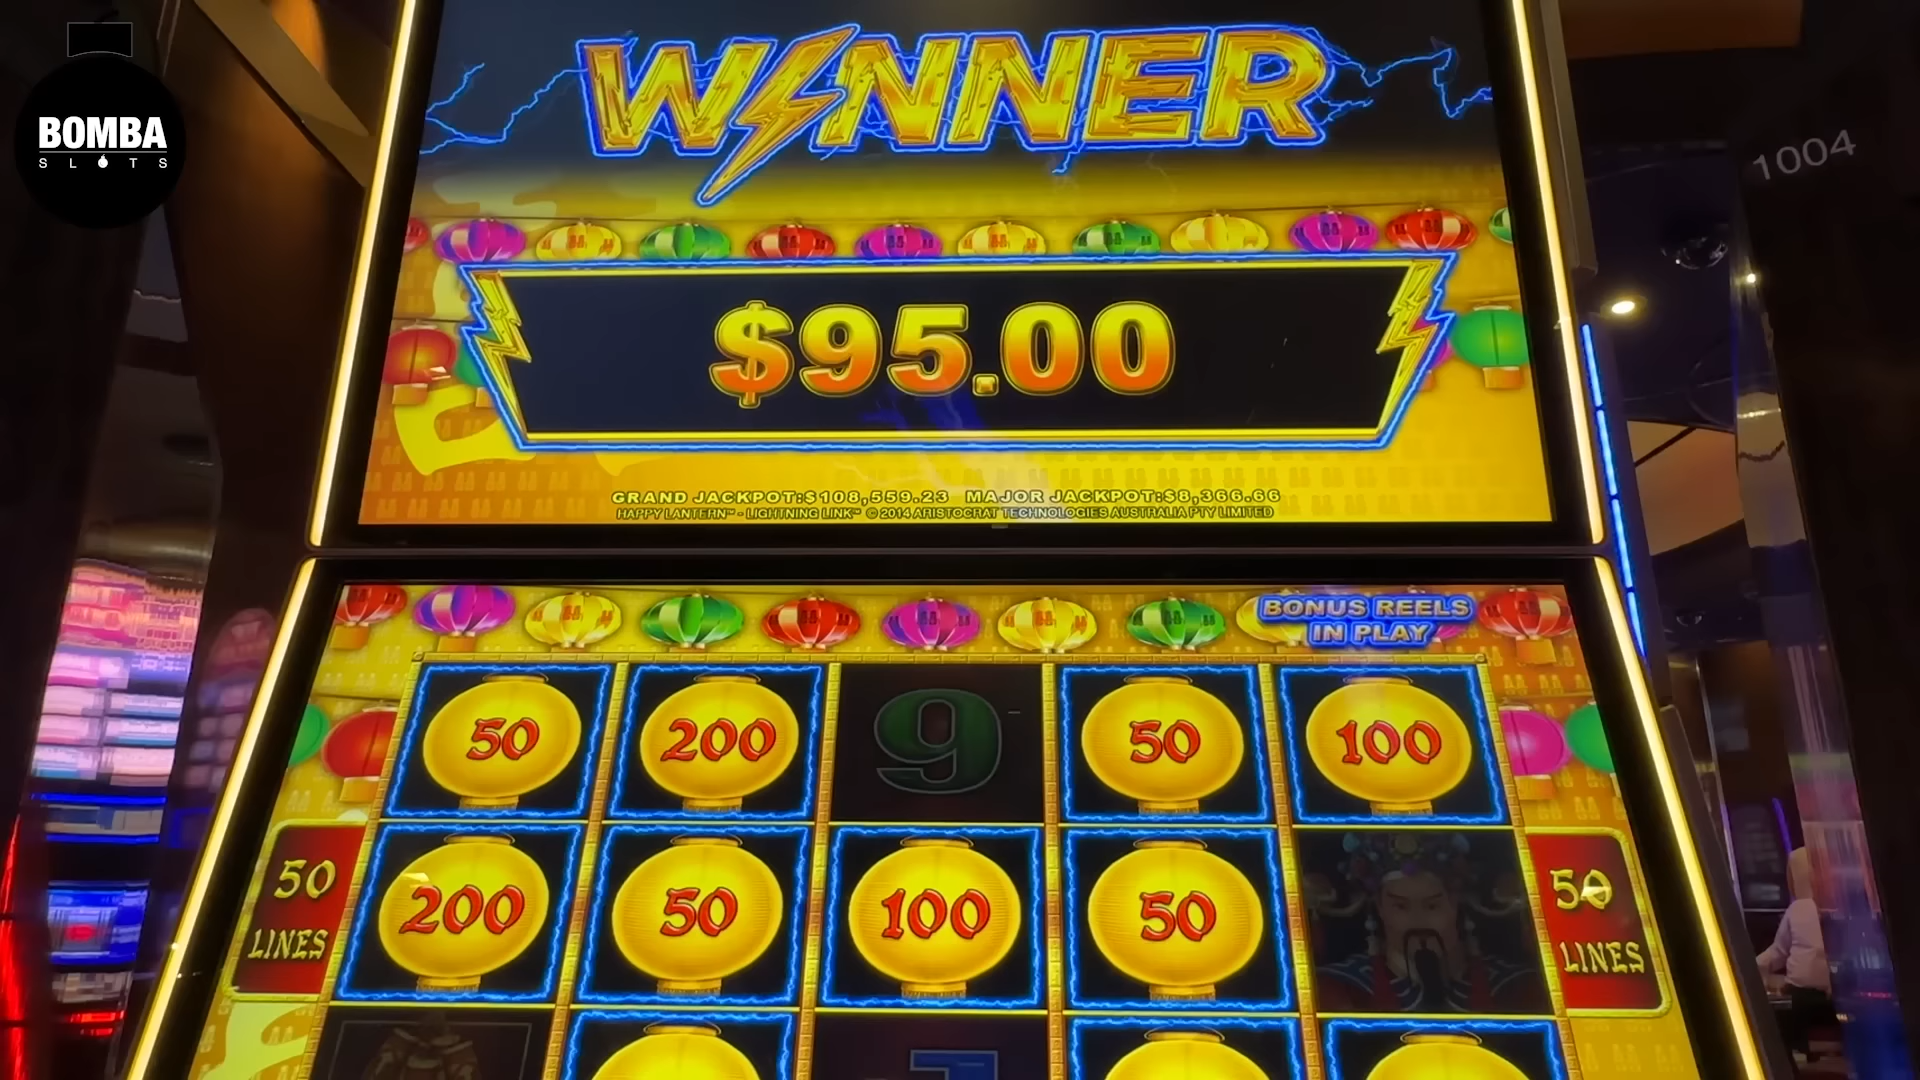 BOMBA
SLOTS
WINNER
1004
$95.00
GRAND JACKPOT:$108,559.23 MAJOR JACKPOT:$8,366.66
HAPPY LANTERN™ - LIGHTNING LINK™ © 2014 ARISTOCRAT TECHNOLOGIES AUSTRALIA PTY LIMITED
BONUS REELS
IN PLAY
50 200 9 50 100
50
LINES
200 50 100 50
50
LINES